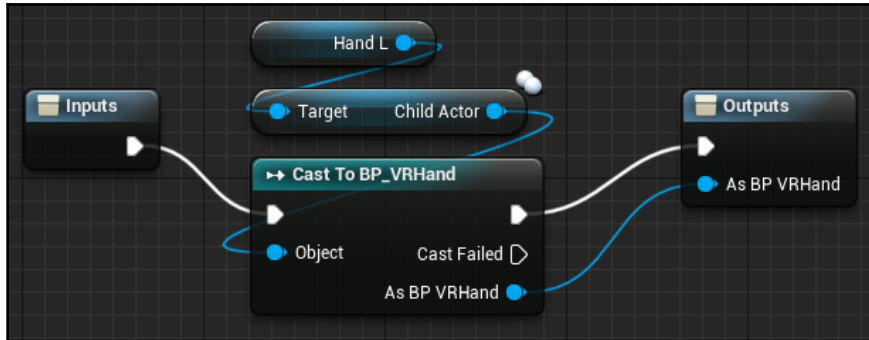 Hand L
Inputs
Target Child Actor
Outputs
Cast To BP_VRHand
As BP VRHand
Object Cast Failed
As BP VRHand